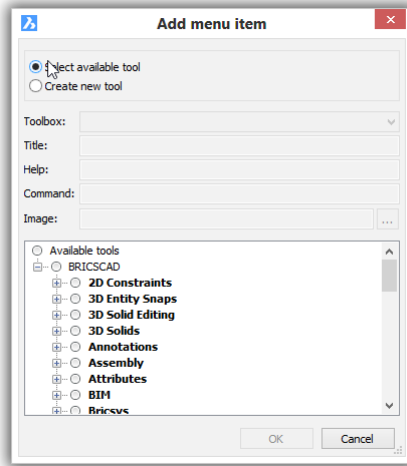 Add menu item
Select available tool
Create new tool
Toolbox:
Title:
Help:
Command:
Image:
...
Available tools
BRICSCAD
2D Constraints
3D Entity Snaps
3D Solid Editing
3D Solids
Annotations
Assembly
Attributes
BIM
Bricsys
OK
Cancel